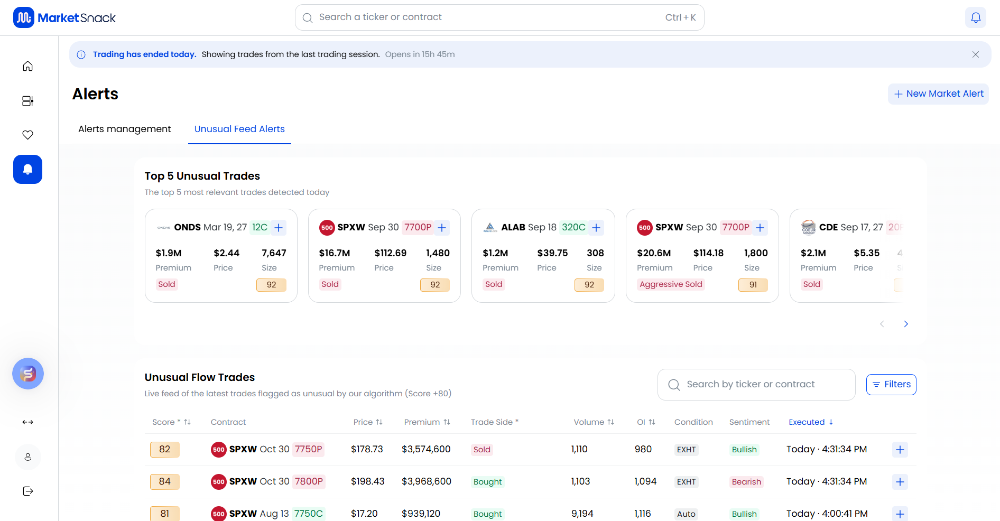 MarketSnack
Search a ticker or contract
Ctrl + K
Trading has ended today. Showing trades from the last trading session. Opens in 15h 45m
Alerts
+ New Market Alert
Alerts management
Unusual Feed Alerts
Top 5 Unusual Trades
The top 5 most relevant trades detected today
ONDAS ONDS Mar 19, 27 12C +
$1.9M $2.44 7,647
Premium Price Size
Sold 92
500 SPXW Sep 30 7700P +
$16.7M $112.69 1,480
Premium Price Size
Sold 92
ALAB Sep 18 320C +
$1.2M $39.75 308
Premium Price Size
Sold 92
500 SPXW Sep 30 7700P +
$20.6M $114.18 1,800
Premium Price Size
Aggressive Sold 91
COEUR MINING CDE Sep 17, 27 20P
$2.1M $5.35 4
Premium Price S
Sold
Unusual Flow Trades
Live feed of the latest trades flagged as unusual by our algorithm (Score +80)
Search by ticker or contract
Filters
Score * Contract Price Premium Trade Side * Volume OI Condition Sentiment Executed
82 500 SPXW Oct 30 7750P $178.73 $3,574,600 Sold 1,110 980 EXHT Bullish Today · 4:31:34 PM +
84 500 SPXW Oct 30 7800P $198.43 $3,968,600 Bought 1,103 1,094 EXHT Bearish Today · 4:31:34 PM +
81 500 SPXW Aug 13 7750C $17.20 $939,120 Bought 9,194 1,116 Auto Bullish Today · 4:00:41 PM +